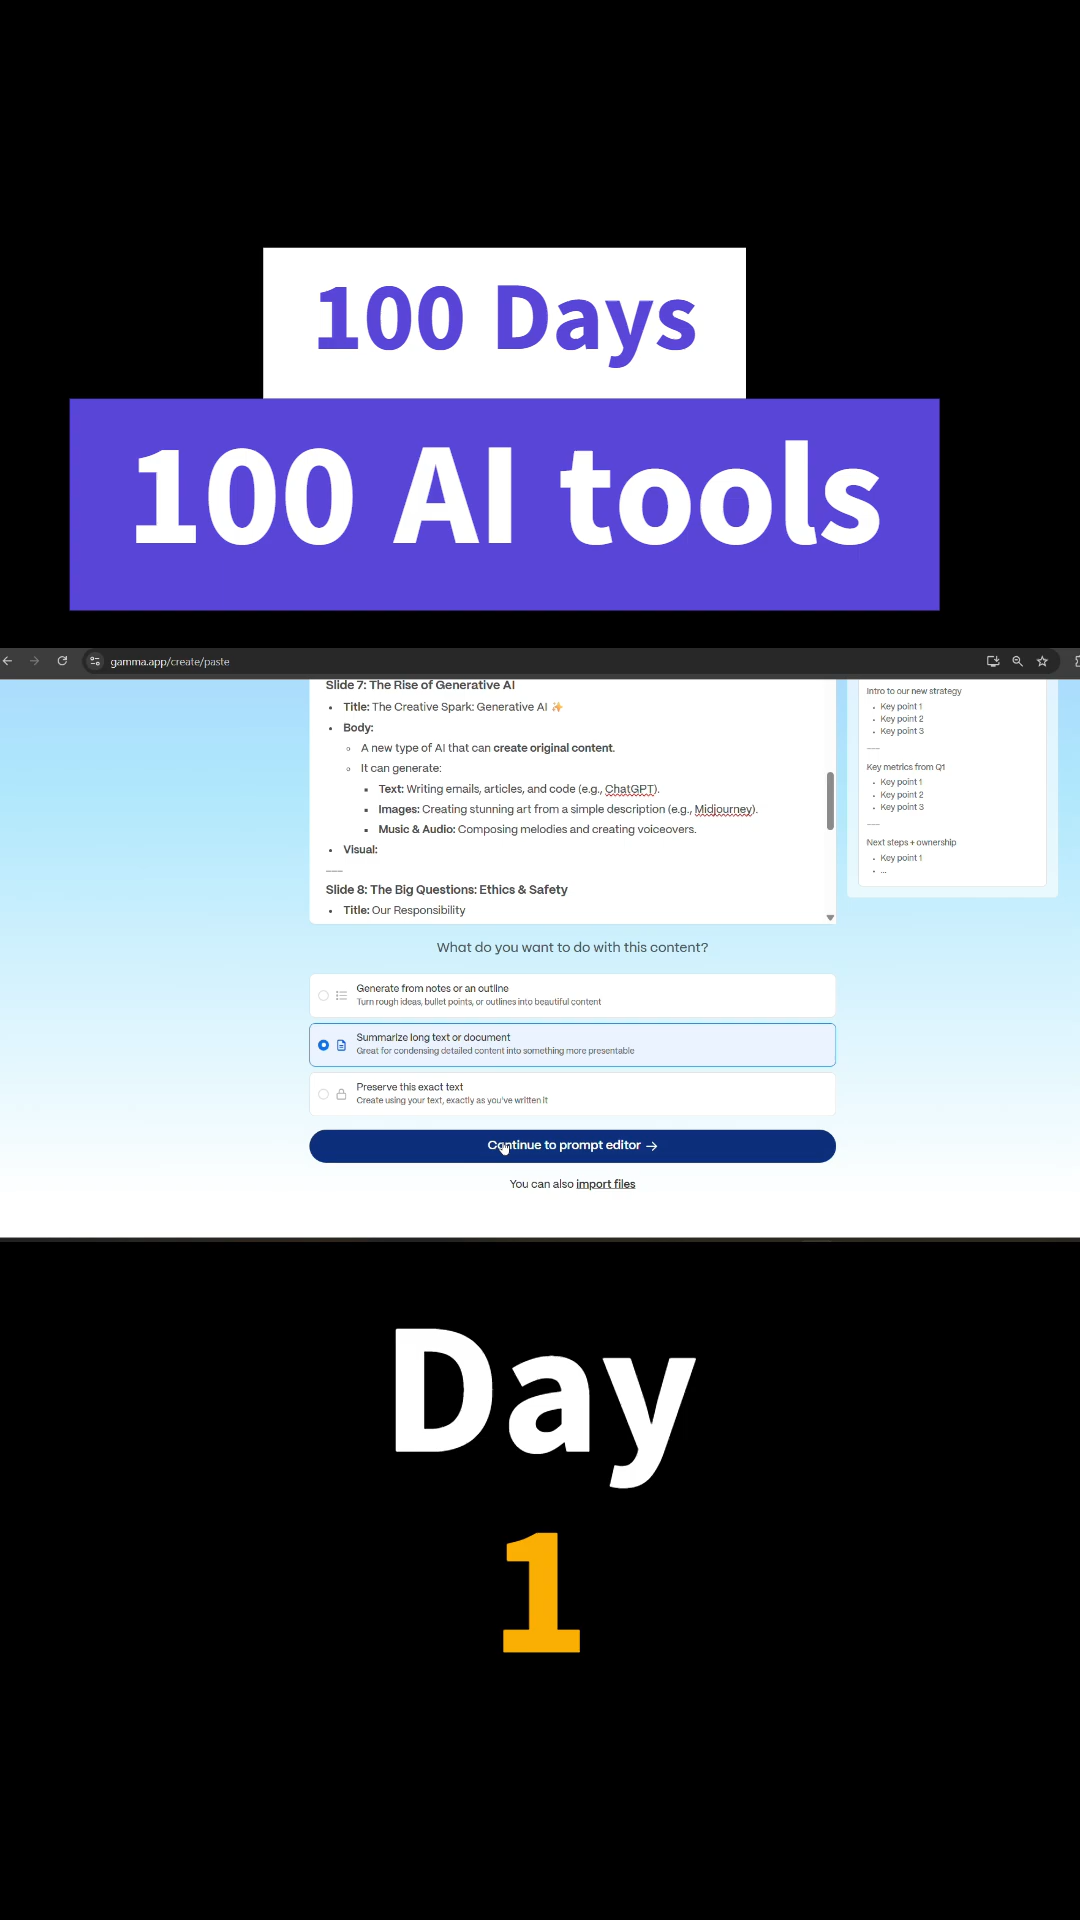 100 Days
100 AI tools
gamma.app/create/paste
Slide 7: The Rise of Generative AI
• Title: The Creative Spark: Generative AI ✨
• Body:
◦ A new type of AI that can create original content.
◦ It can generate:
▪ Text: Writing emails, articles, and code (e.g., ChatGPT).
▪ Images: Creating stunning art from a simple description (e.g., Midjourney).
▪ Music & Audio: Composing melodies and creating voiceovers.
• Visual:
---
Slide 8: The Big Questions: Ethics & Safety
• Title: Our Responsibility
Intro to our new strategy
• Key point 1
• Key point 2
• Key point 3
---
Key metrics from Q1
• Key point 1
• Key point 2
• Key point 3
---
Next steps + ownership
• Key point 1
• ...
What do you want to do with this content?
Generate from notes or an outline
Turn rough ideas, bullet points, or outlines into beautiful content
Summarize long text or document
Great for condensing detailed content into something more presentable
Preserve this exact text
Create using your text, exactly as you've written it
Continue to prompt editor →
You can also import files
Day
1